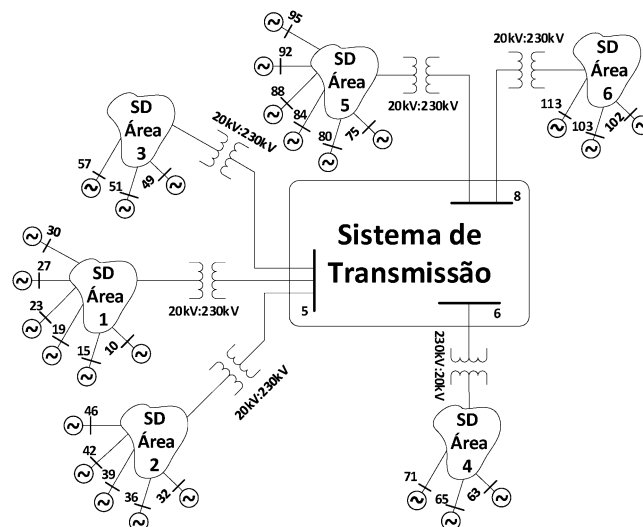 95
92
88
84
80
75
SD
Área
5
20kV:230kV
20kV:230kV
SD
Área
6
113
103
102
SD
Área
3
57
51
49
20kV:230kV
8
Sistema de
Transmissão
5
6
30
27
23
19
15
10
SD
Área
1
20kV:230kV
20kV:230kV
46
42
39
36
32
SD
Área
2
230kV:20kV
SD
Área
4
71
65
63